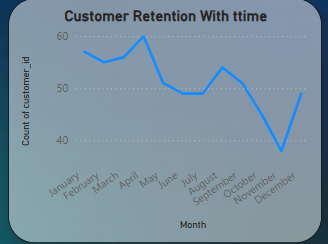 Customer Retention With ttime
60
50
40
Count of customer_id
January
February
March
April
May
June
July
August
September
October
November
December
Month